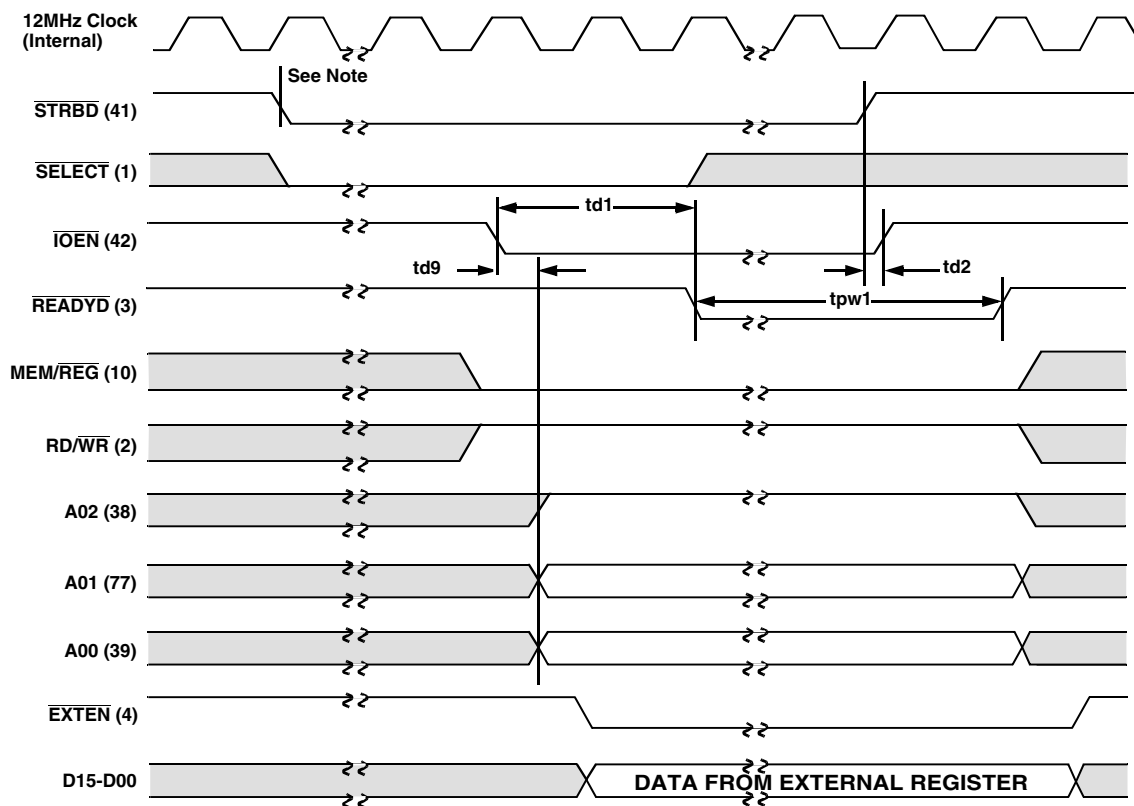 12MHz Clock
(Internal)
See Note
STRBD (41)
SELECT (1)
td1
IOEN (42)
td9
td2
READYD (3)
tpw1
MEM/REG (10)
RD/WR (2)
A02 (38)
A01 (77)
A00 (39)
EXTEN (4)
D15-D00
DATA FROM EXTERNAL REGISTER